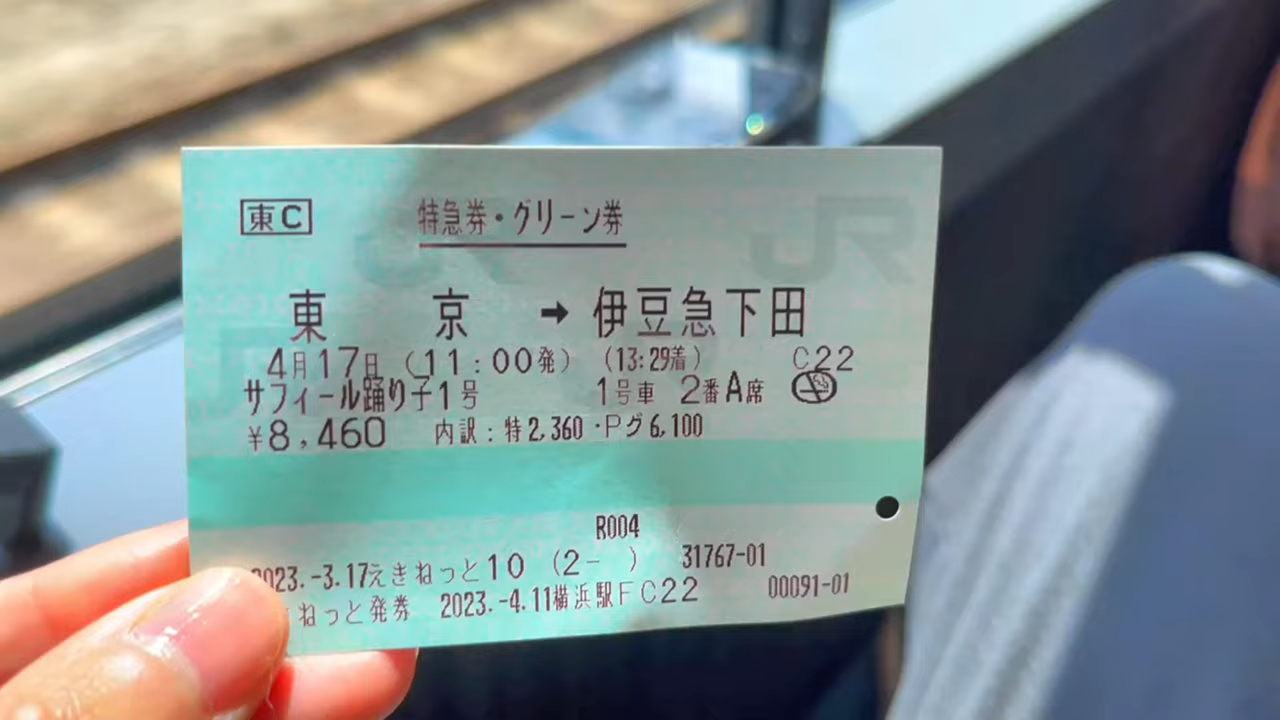 東C 特急券・グリーン券
東 京 → 伊豆急下田
4月17日 (11:00発) (13:29着) C22
サフィール踊り子1号 1号車 2番A席
¥8,460 内訳:特2,360・Pグ6,100
R004
2023.-3.17えきねっと10 (2- ) 31767-01
ねっと発券 2023.-4.11横浜駅FC22 00091-01
JR
JR
JR